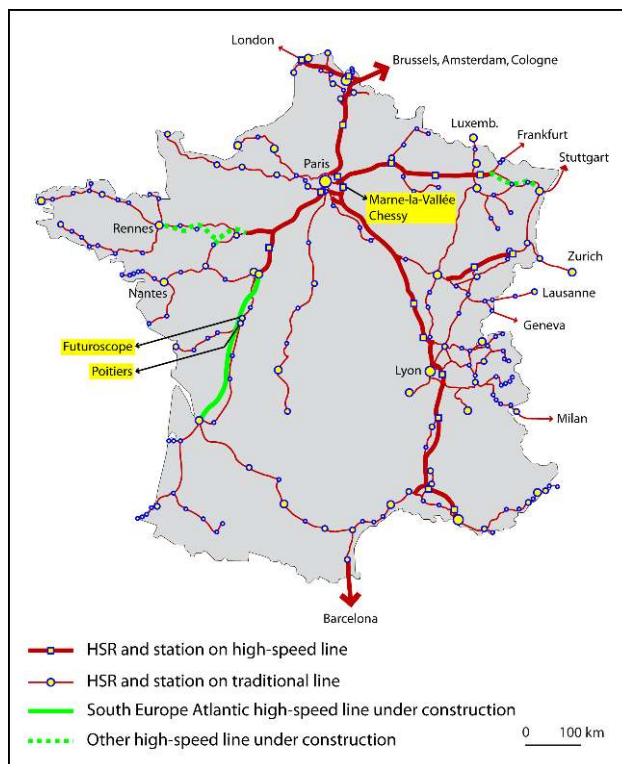 London
Brussels, Amsterdam, Cologne
Luxemb.
Frankfurt
Stuttgart
Paris
Marne-la-Vallée
Chessy
Rennes
Nantes
Zurich
Lausanne
Geneva
Futuroscope
Poitiers
Lyon
Milan
Barcelona
HSR and station on high-speed line
HSR and station on traditional line
South Europe Atlantic high-speed line under construction
Other high-speed line under construction
0 100 km